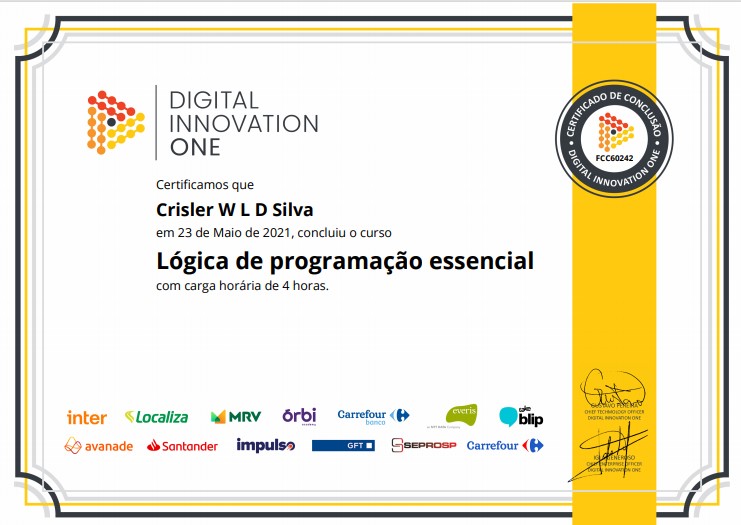 DIGITAL
INNOVATION
ONE
CERTIFICADO DE CONCLUSÃO
FCC60242
DIGITAL INNOVATION ONE
Certificamos que
Crisler W L D Silva
em 23 de Maio de 2021, concluiu o curso
Lógica de programação essencial
com carga horária de 4 horas.
inter
Localiza
MRV
órbi
Carrefour
banco
everis
take
blip
avanade
Santander
impulso
GFT
SEPROSP
Carrefour
CHIEF TECHNOLOGY OFFICER
DIGITAL INNOVATION ONE
CHIEF ENTERPRISE OFFICER
DIGITAL INNOVATION ONE